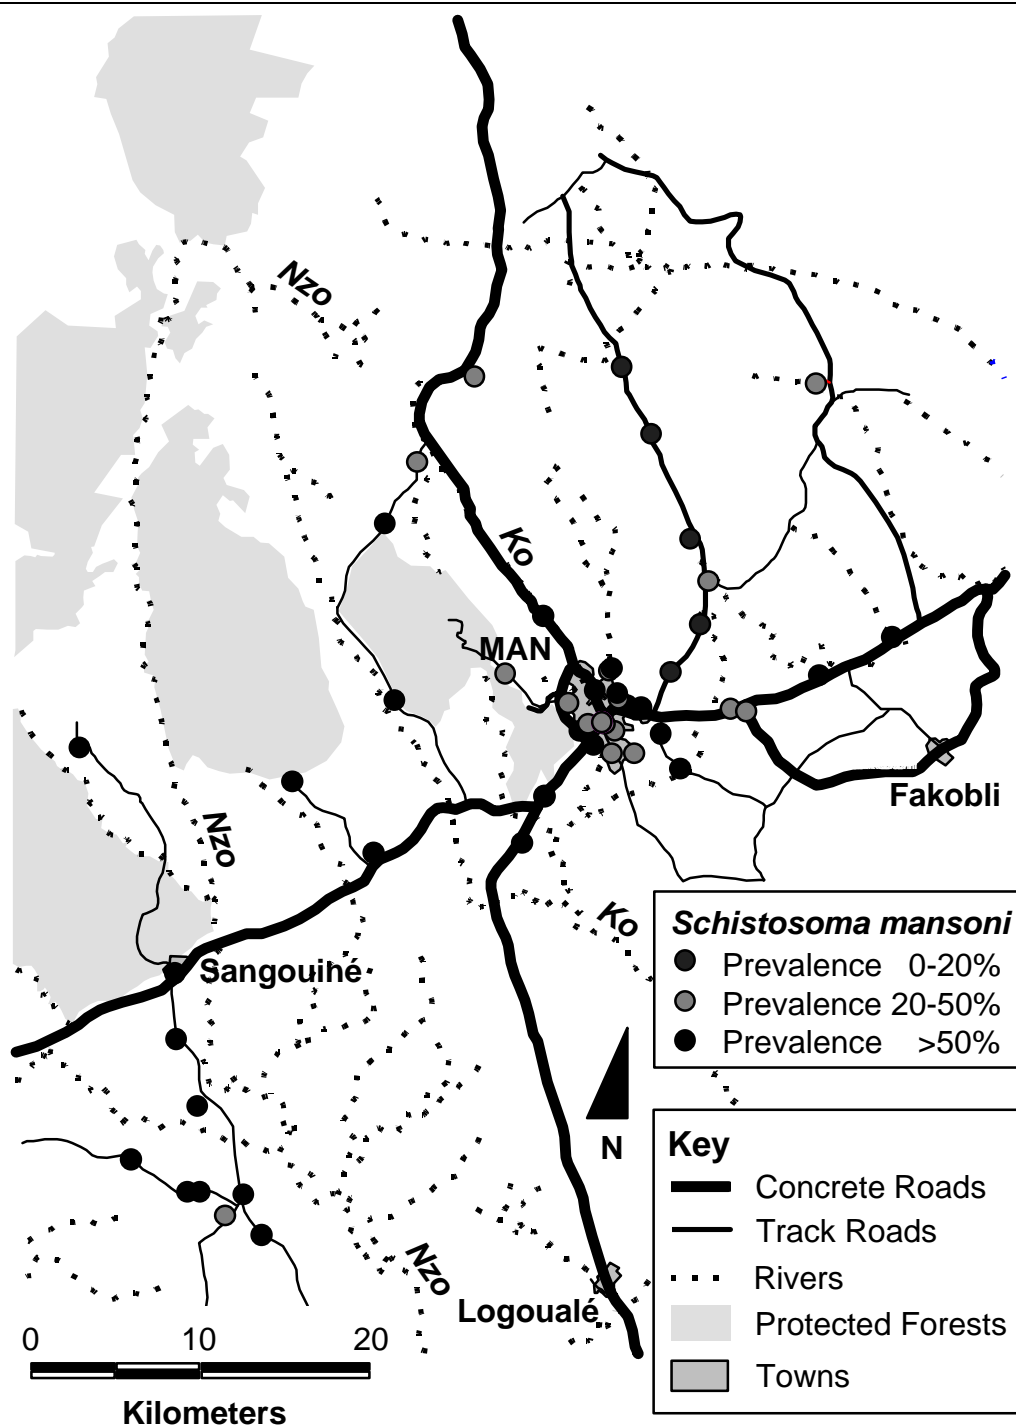 Nzo
Ko
MAN
Nzo
Fakobli
Ko
Sangouihé
Schistosoma mansoni
Prevalence 0-20%
Prevalence 20-50%
Prevalence >50%
N
Key
Concrete Roads
Track Roads
Rivers
Protected Forests
Towns
Nzo
Logoualé
0 10 20
Kilometers